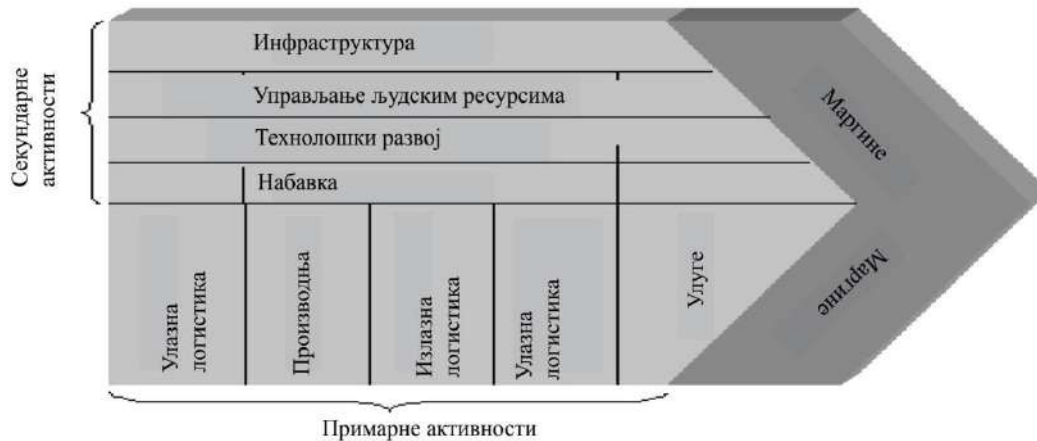 Секундарне
активности
Инфраструктура
Управљање људским ресурсима
Технолошки развој
Набавка
Улазна
логистика
Производња
Излазна
логистика
Улазна
логистика
Улуге
Маргине
Маргине
Примарне активности